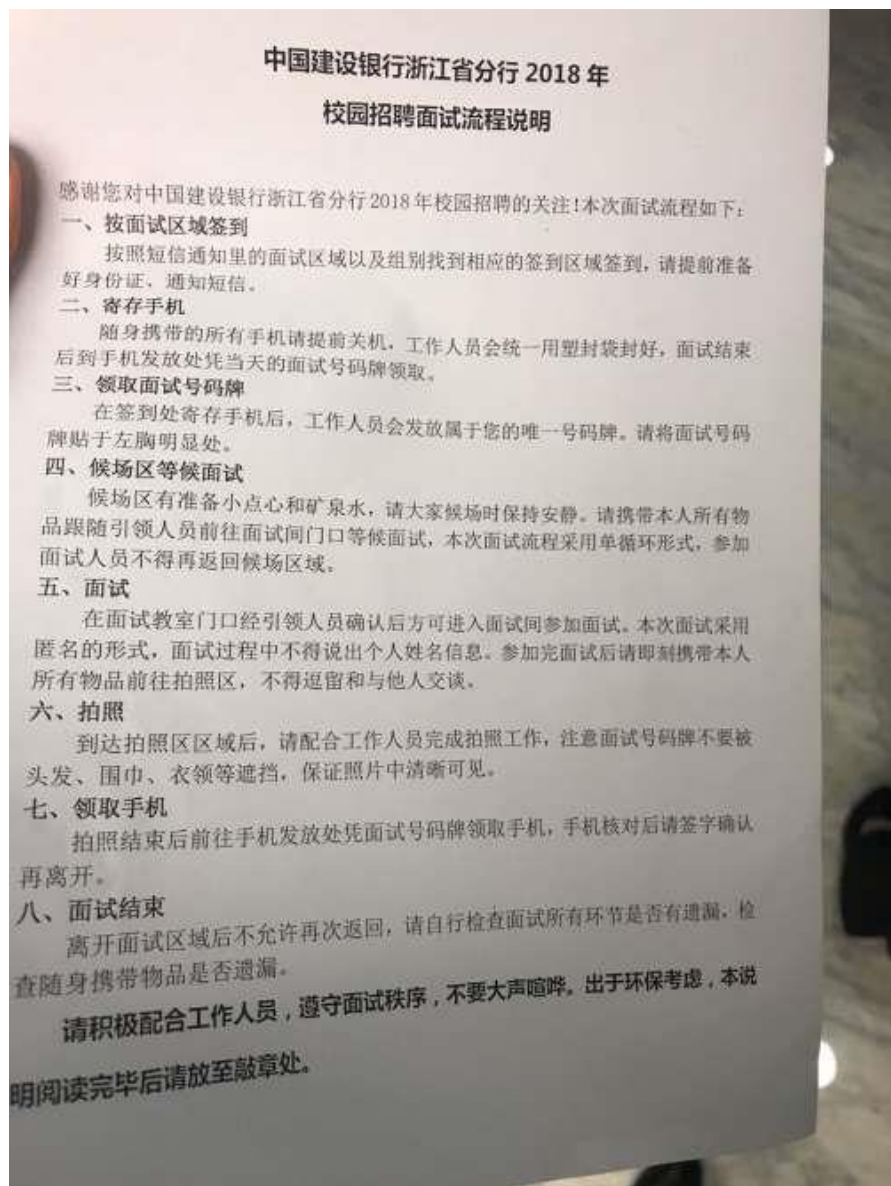 中国建设银行浙江省分行 2018 年
校园招聘面试流程说明
感谢您对中国建设银行浙江省分行2018年校园招聘的关注!本次面试流程如下:
一、按面试区域签到
按照短信通知里的面试区域以及组别找到相应的签到区域签到,请提前准备
好身份证、通知短信。
二、寄存手机
随身携带的所有手机请提前关机,工作人员会统一用塑封袋封好,面试结束
后到手机发放处凭当天的面试号码牌领取。
三、领取面试号码牌
在签到处寄存手机后,工作人员会发放属于您的唯一号码牌。请将面试号码
牌贴于左胸明显处。
四、候场区等候面试
候场区有准备小点心和矿泉水,请大家候场时保持安静。请携带本人所有物
品跟随引领人员前往面试间门口等候面试,本次面试流程采用单循环形式,参加
面试人员不得再返回候场区域。
五、面试
在面试教室门口经引领人员确认后方可进入面试间参加面试。本次面试采用
匿名的形式,面试过程中不得说出个人姓名信息。参加完面试后请即刻携带本人
所有物品前往拍照区,不得逗留和与他人交谈。
六、拍照
到达拍照区区域后,请配合工作人员完成拍照工作,注意面试号码牌不要被
头发、围巾、衣领等遮挡,保证照片中清晰可见。
七、领取手机
拍照结束后前往手机发放处凭面试号码牌领取手机,手机核对后请签字确认
再离开。
八、面试结束
离开面试区域后不允许再次返回,请自行检查面试所有环节是否有遗漏,检
查随身携带物品是否遗漏。
请积极配合工作人员,遵守面试秩序,不要大声喧哗。出于环保考虑,本说
明阅读完毕后请放至敲章处。